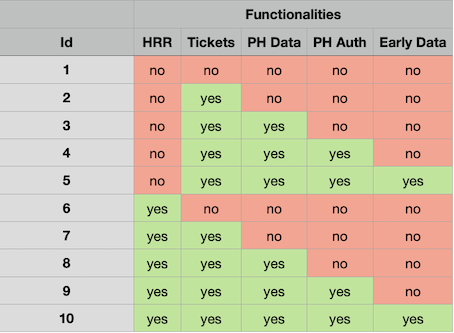 Functionalities
Id HRR Tickets PH Data PH Auth Early Data
1 no no no no no
2 no yes no no no
3 no yes yes no no
4 no yes yes yes no
5 no yes yes yes yes
6 yes no no no no
7 yes yes no no no
8 yes yes yes no no
9 yes yes yes yes no
10 yes yes yes yes yes